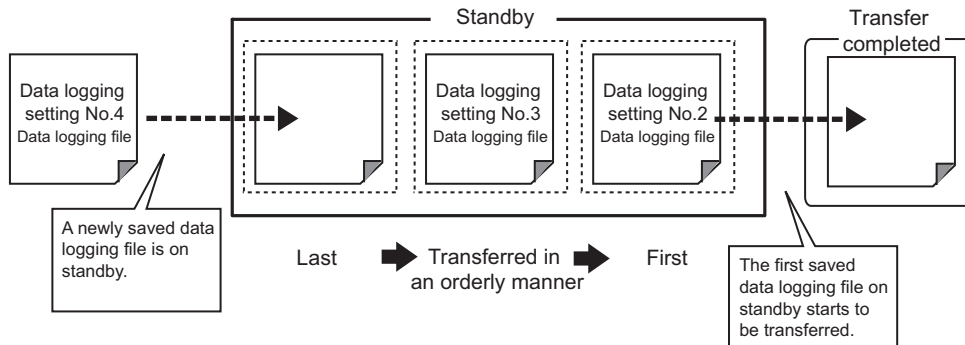 Standby
Transfer
completed
Data logging
setting No.4
Data logging file
Data logging
setting No.3
Data logging file
Data logging
setting No.2
Data logging file
A newly saved data
logging file is on
standby.
Last
Transferred in
an orderly manner
First
The first saved
data logging file on
standby starts to
be transferred.